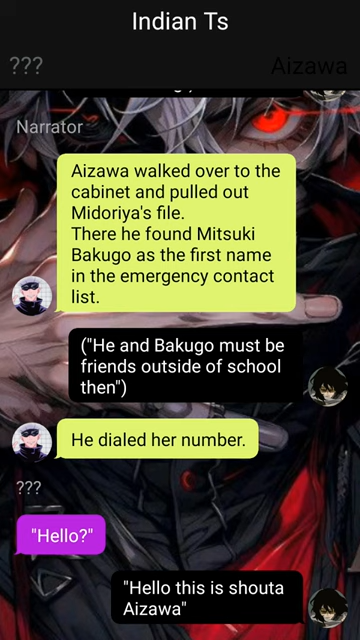 Indian Ts
???
Aizawa
Narrator
Aizawa walked over to the
cabinet and pulled out
Midoriya's file.
There he found Mitsuki
Bakugo as the first name
in the emergency contact
list.
("He and Bakugo must be
friends outside of school
then")
He dialed her number.
???
"Hello?"
"Hello this is shouta
Aizawa"